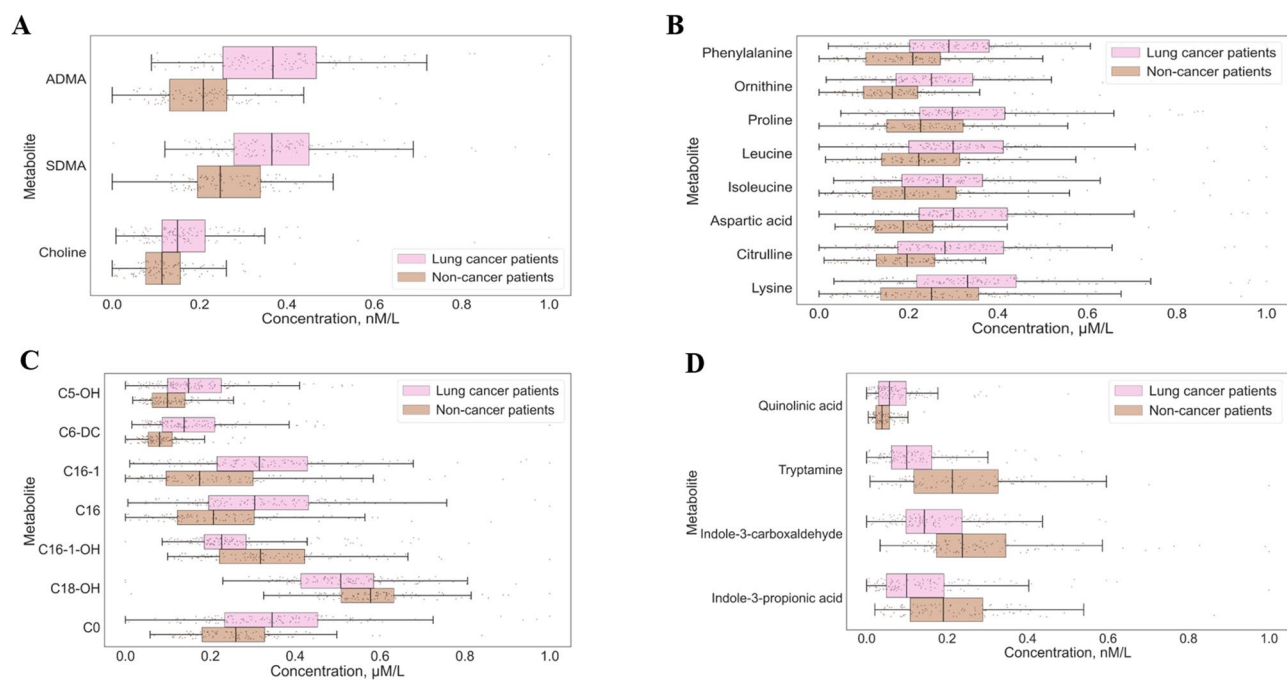 A
ADMA
SDMA
Choline
Metabolite
Lung cancer patients
Non-cancer patients
0.0 0.2 0.4 0.6 0.8 1.0
Concentration, nM/L
B
Phenylalanine
Ornithine
Proline
Leucine
Isoleucine
Aspartic acid
Citrulline
Lysine
Metabolite
Lung cancer patients
Non-cancer patients
0.0 0.2 0.4 0.6 0.8 1.0
Concentration, µM/L
C
C5-OH
C6-DC
C16-1
C16
C16-1-OH
C18-OH
C0
Metabolite
Lung cancer patients
Non-cancer patients
0.0 0.2 0.4 0.6 0.8 1.0
Concentration, µM/L
D
Quinolinic acid
Tryptamine
Indole-3-carboxaldehyde
Indole-3-propionic acid
Metabolite
Lung cancer patients
Non-cancer patients
0.0 0.2 0.4 0.6 0.8 1.0
Concentration, nM/L